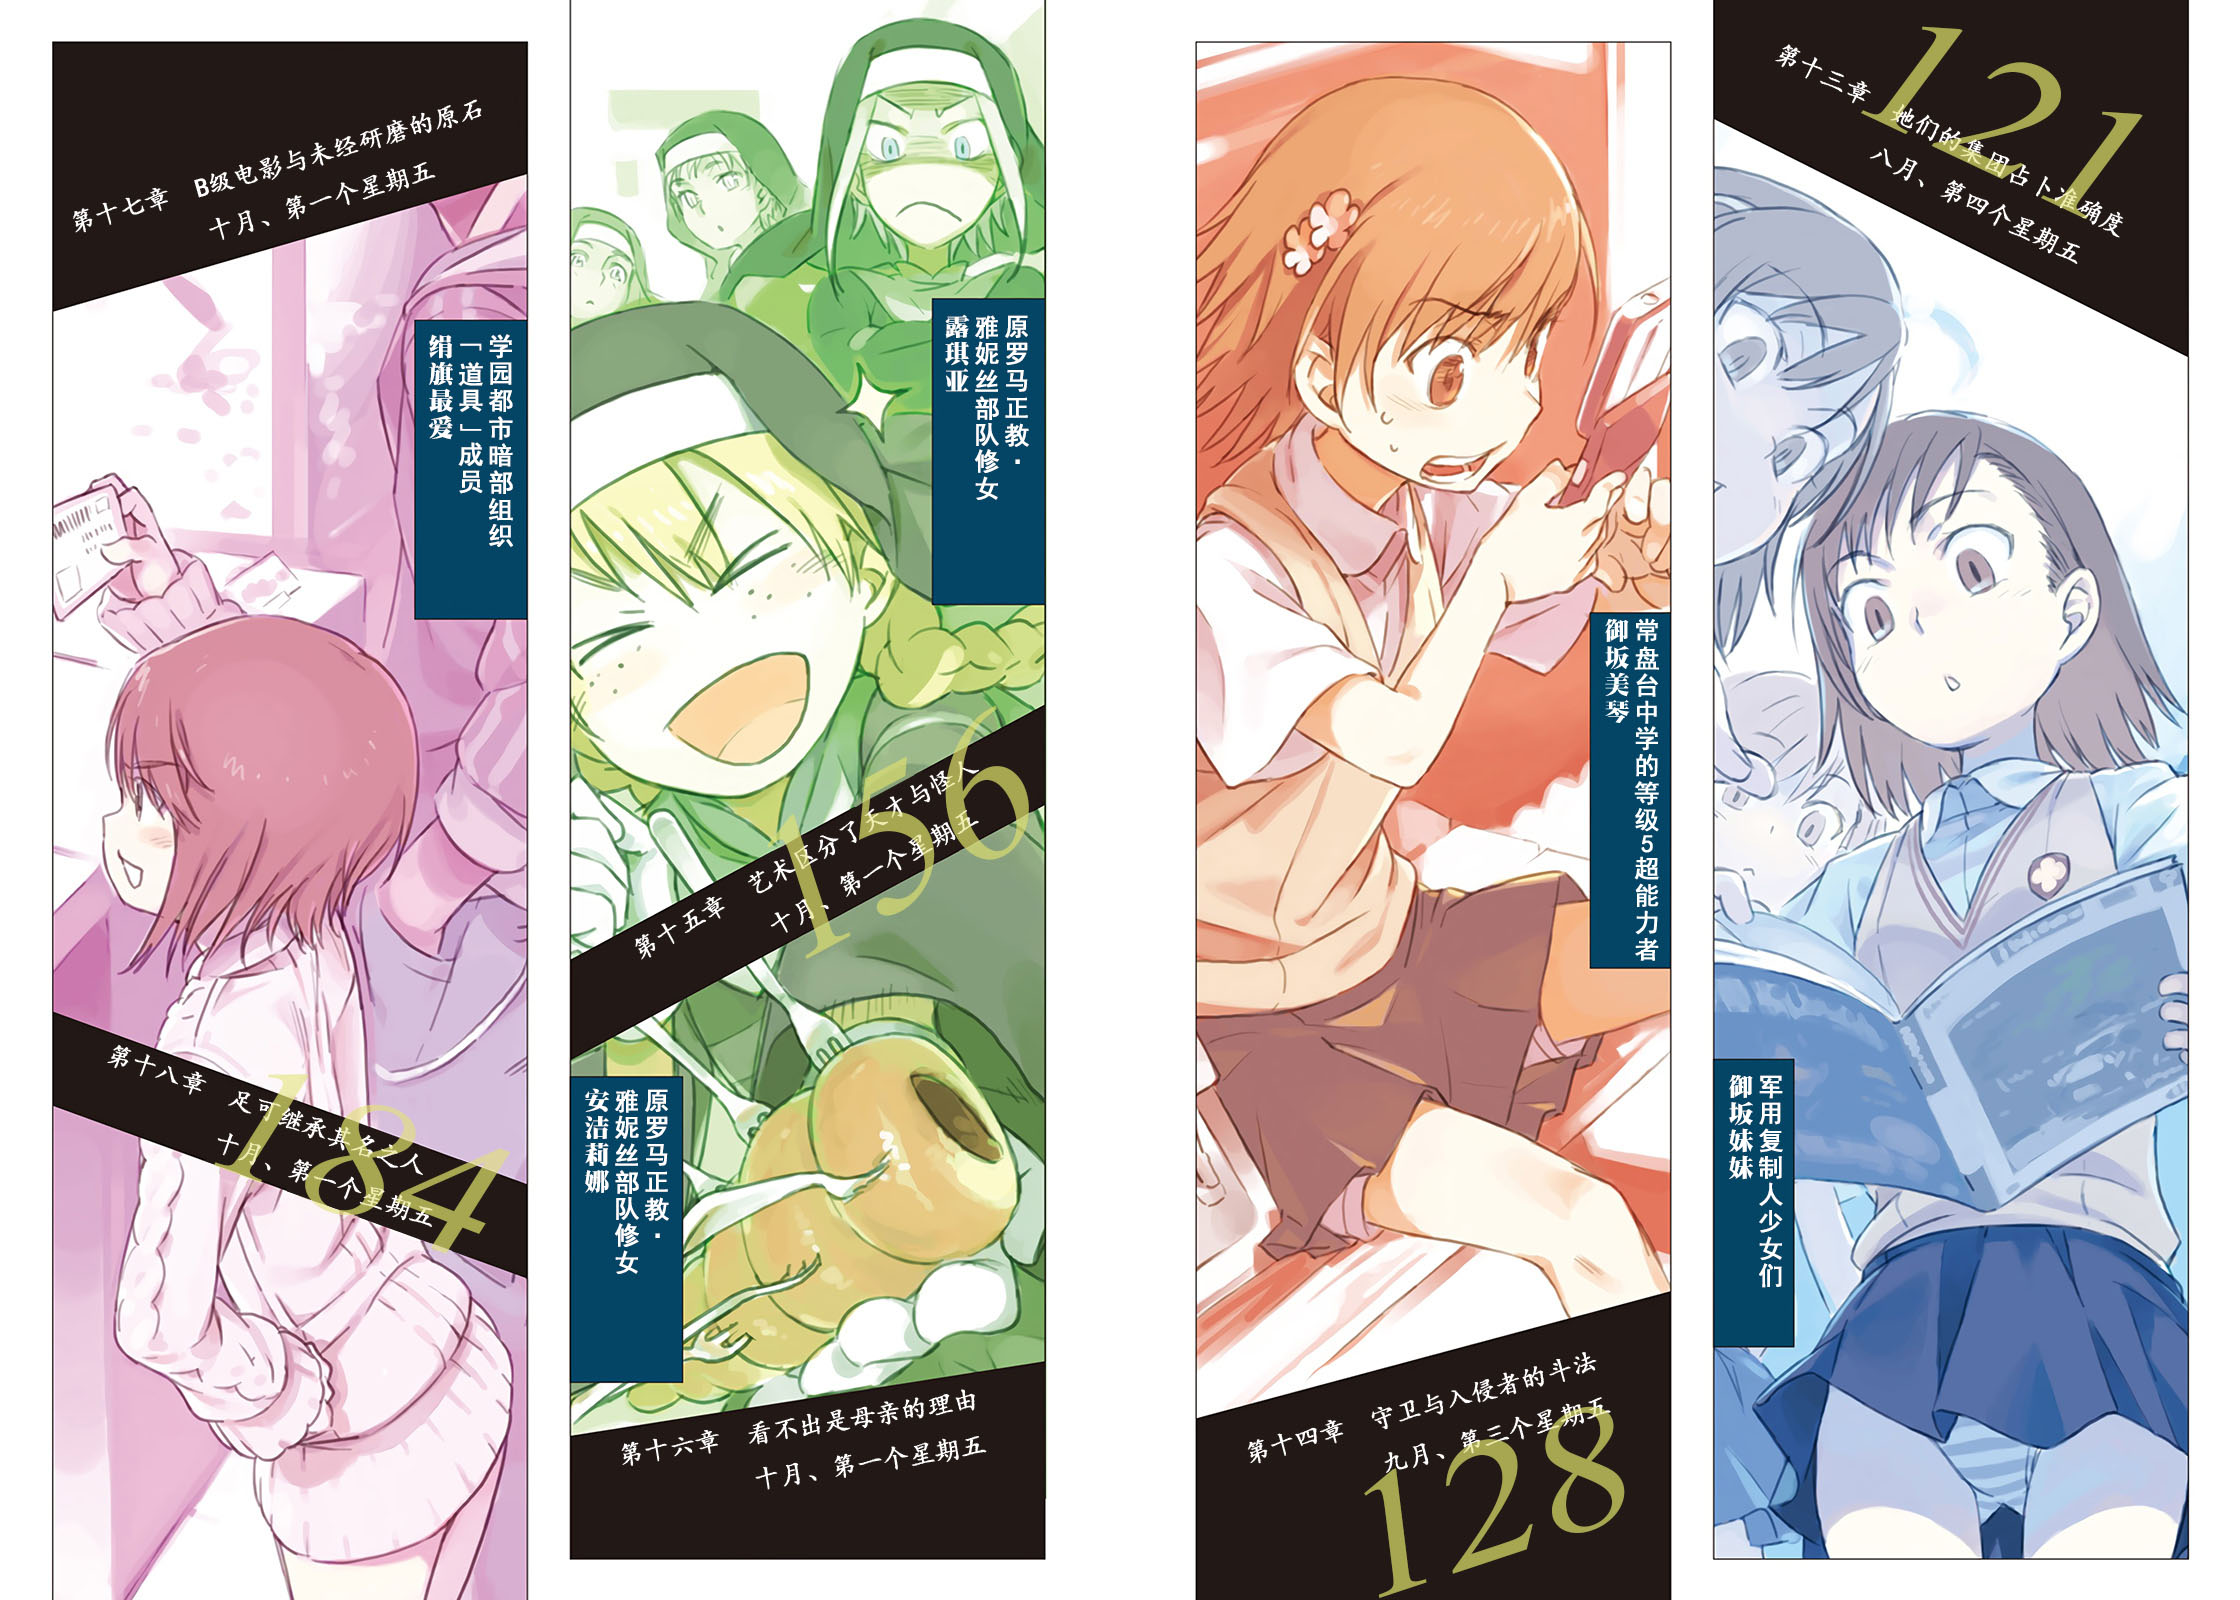 121
第十三章　她们的集团占卜准确度
八月、第四个星期五
军用复制人少女们
御坂妹妹
常盘台中学的等级5超能力者
御坂美琴
第十四章　守卫与入侵者的斗法
九月、第三个星期五
128
原罗马正教·
雅妮丝部队修女
露琪亚
第十五章　艺术区分了天才与怪人
十月、第一个星期五
156
原罗马正教·
雅妮丝部队修女
安洁莉娜
第十六章　看不出是母亲的理由
十月、第一个星期五
第十七章　B级电影与未经研磨的原石
十月、第一个星期五
学园都市暗部组织
「道具」成员
绢旗最爱
第十八章　足可继承其名之人
十月、第一个星期五
184